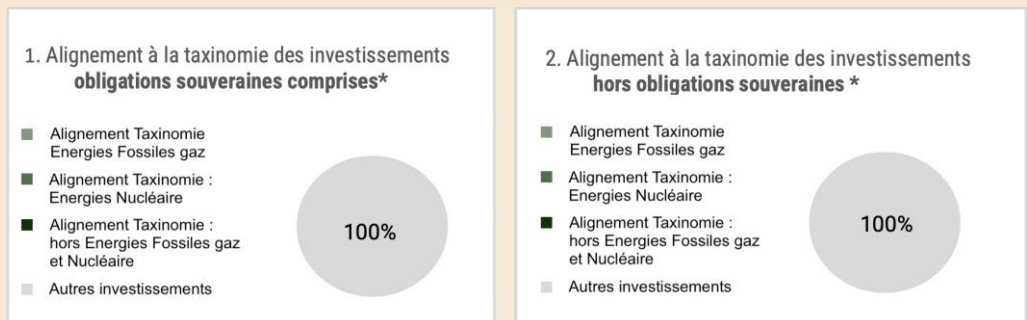 1. Alignement à la taxinomie des investissements
obligations souveraines comprises*
Alignement Taxinomie
Energies Fossiles gaz
Alignement Taxinomie :
Energies Nucléaire
Alignement Taxinomie :
hors Energies Fossiles gaz
et Nucléaire
Autres investissements
100%
2. Alignement à la taxinomie des investissements
hors obligations souveraines *
Alignement Taxinomie
Energies Fossiles gaz
Alignement Taxinomie :
Energies Nucléaire
Alignement Taxinomie :
hors Energies Fossiles gaz
et Nucléaire
Autres investissements
100%